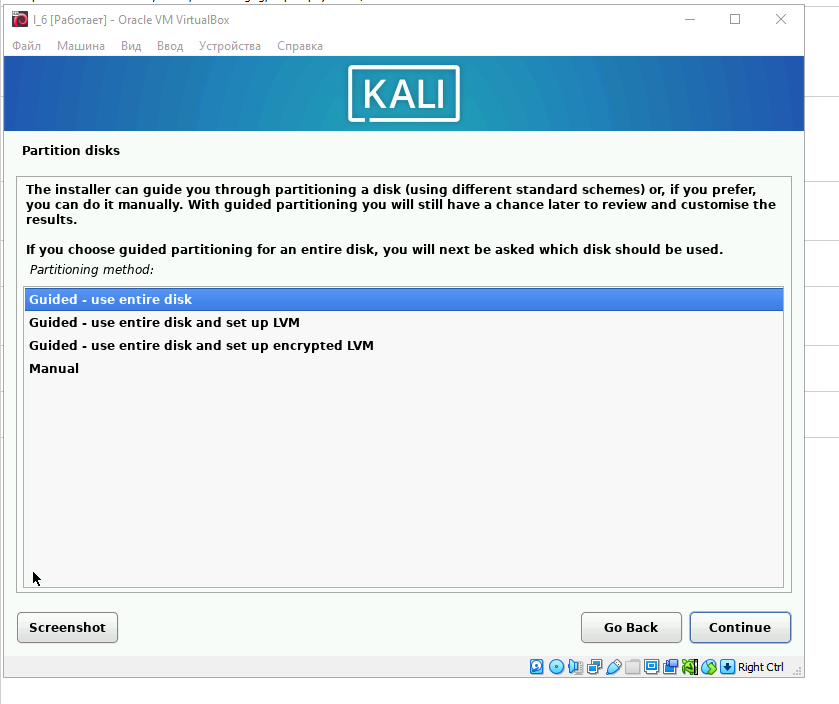 l_6 [Работает] - Oracle VM VirtualBox
Файл Машина Вид Ввод Устройства Справка
KALI
Partition disks
The installer can guide you through partitioning a disk (using different standard schemes) or, if you prefer,
you can do it manually. With guided partitioning you will still have a chance later to review and customise the
results.
If you choose guided partitioning for an entire disk, you will next be asked which disk should be used.
Partitioning method:
Guided - use entire disk
Guided - use entire disk and set up LVM
Guided - use entire disk and set up encrypted LVM
Manual
Screenshot Go Back Continue
Right Ctrl